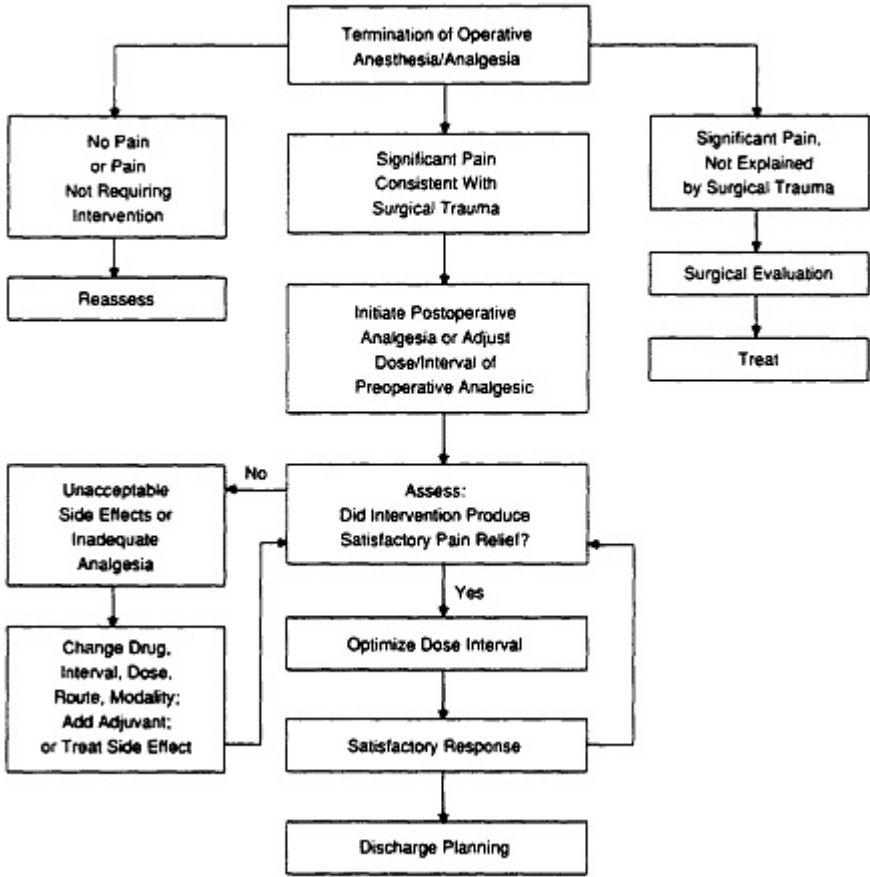 Termination of Operative
Anesthesia/Analgesia
No Pain
or Pain
Not Requiring
Intervention
Significant Pain
Consistent With
Surgical Trauma
Significant Pain,
Not Explained
by Surgical Trauma
Reassess
Surgical Evaluation
Treat
Initiate Postoperative
Analgesia or Adjust
Dose/Interval of
Preoperative Analgesic
No
Unacceptable
Side Effects or
Inadequate
Analgesia
Assess:
Did Intervention Produce
Satisfactory Pain Relief?
Yes
Change Drug,
Interval, Dose,
Route, Modality;
Add Adjuvant;
or Treat Side Effect
Optimize Dose Interval
Satisfactory Response
Discharge Planning